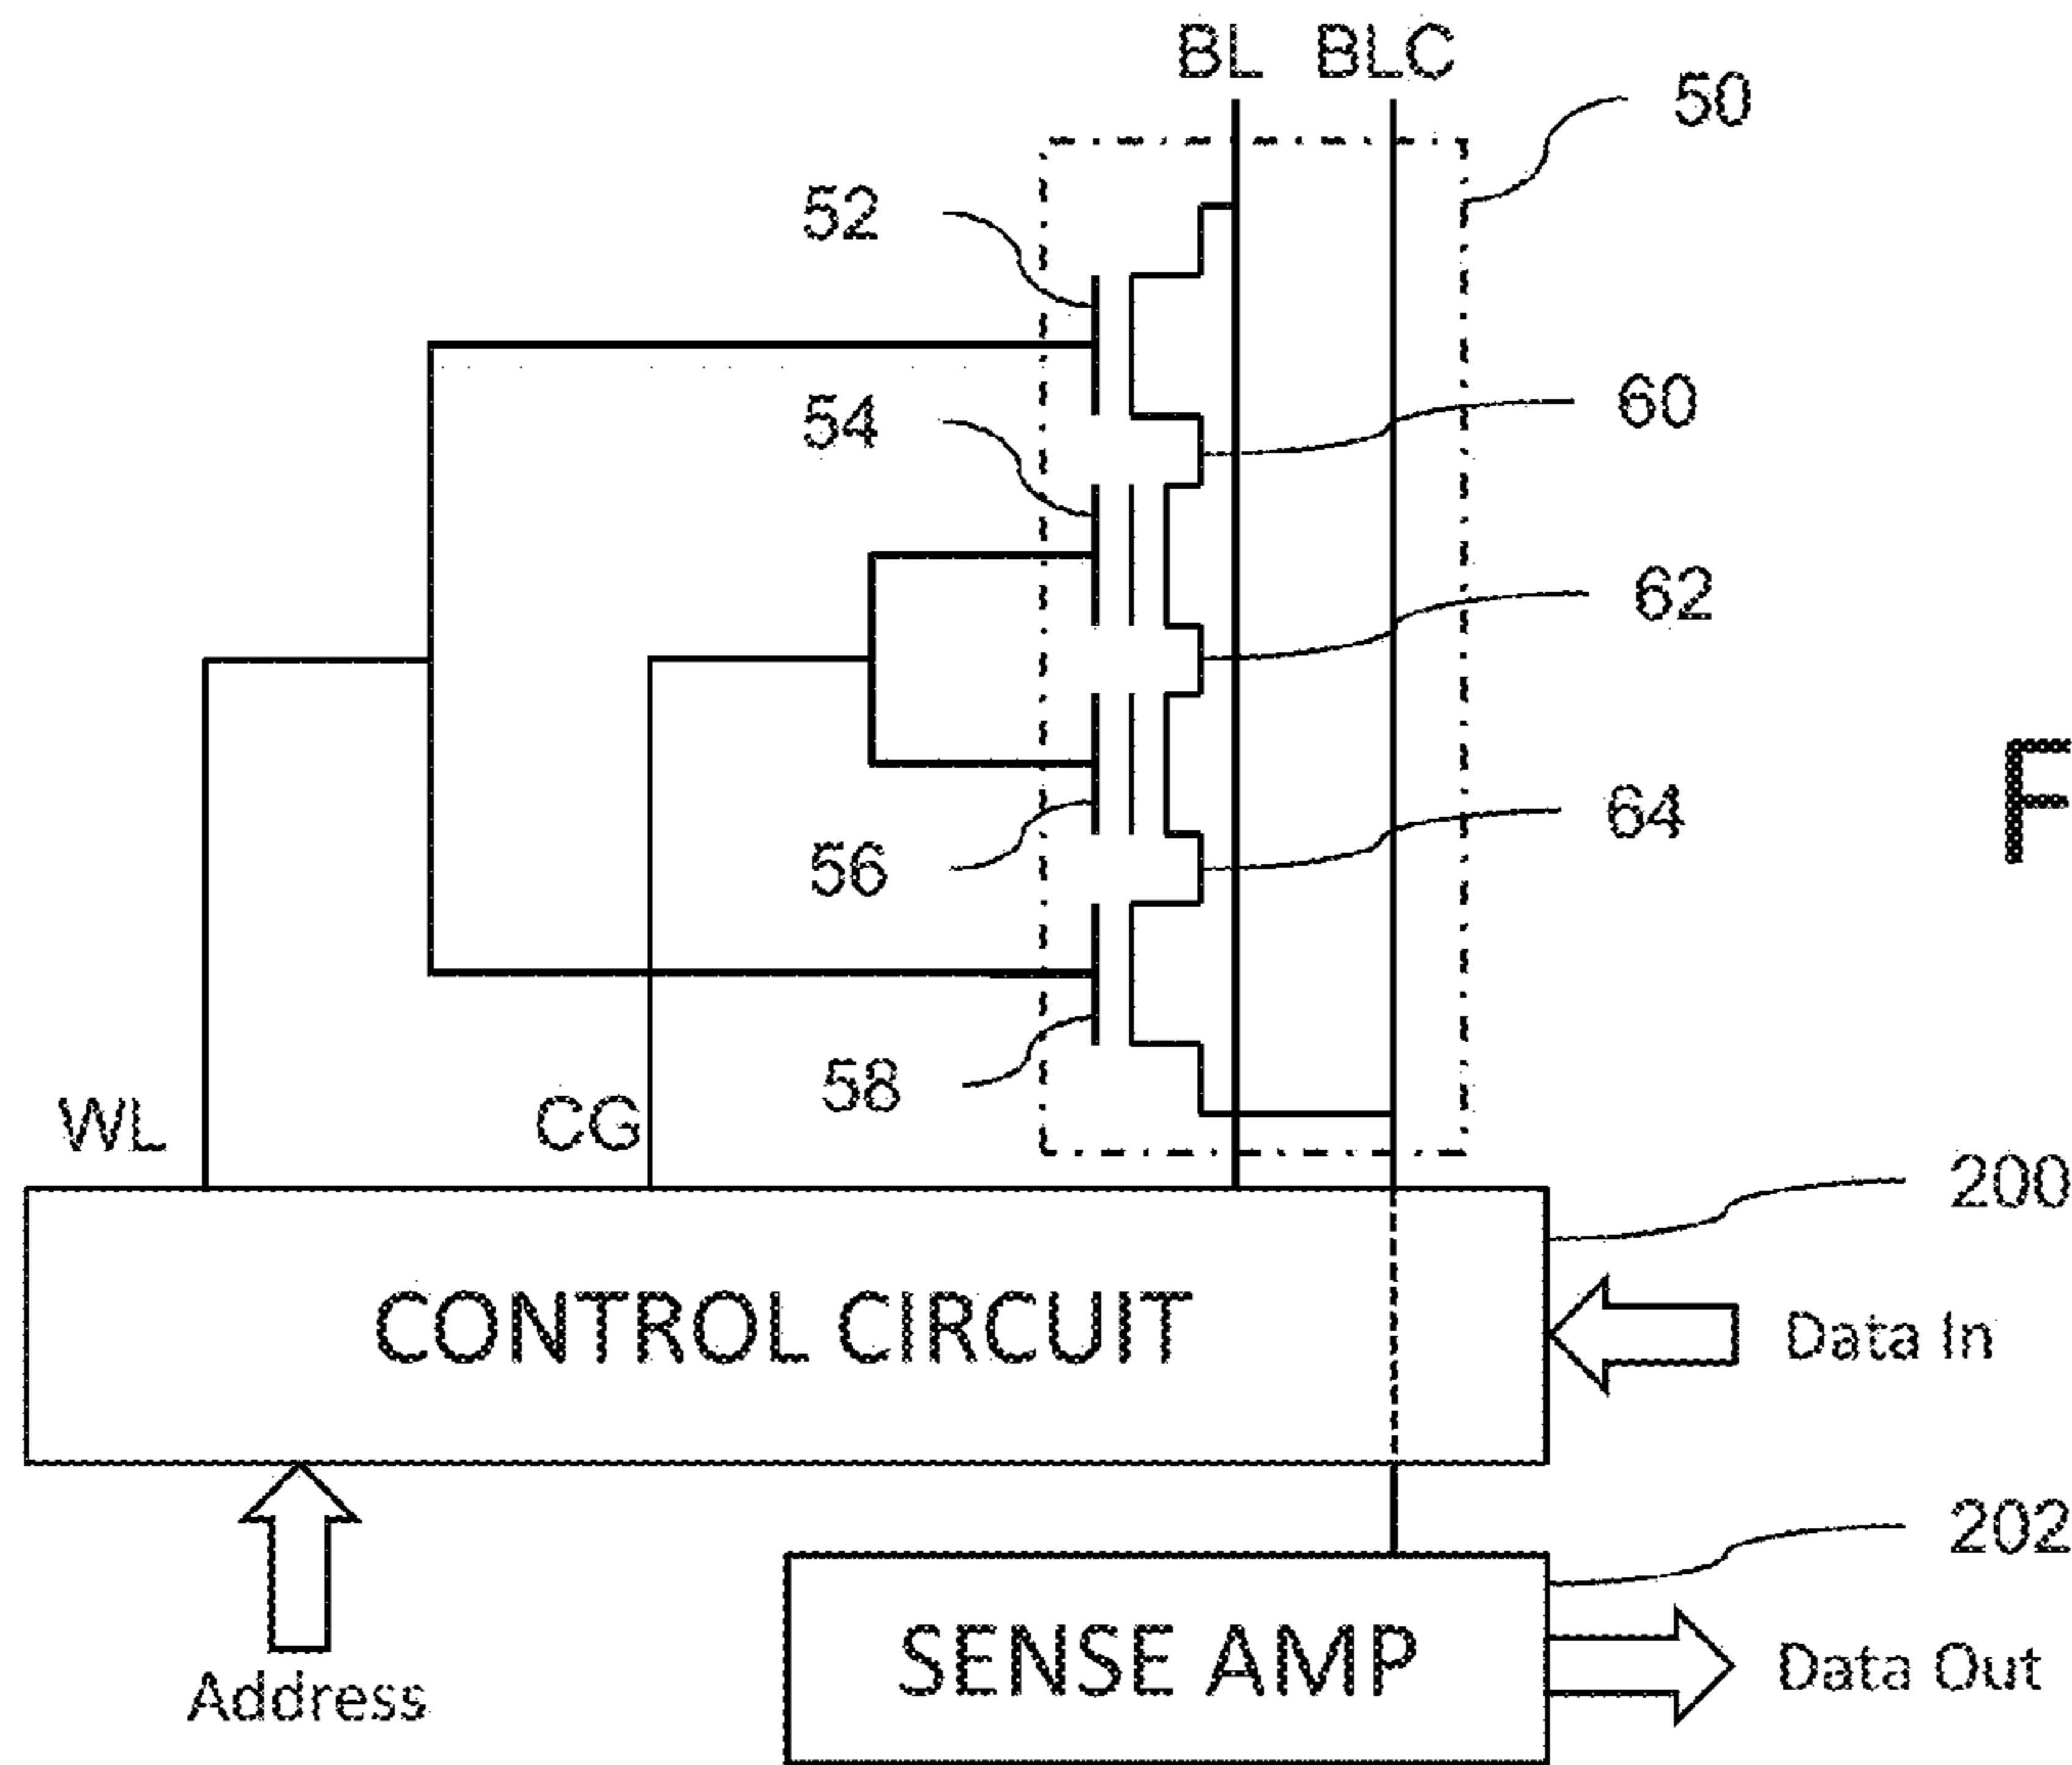 BL BLC
50
52
60
54
62
F
64
56
58
WL CG
200
CONTROL CIRCUIT
Data In
202
SENSE AMP
Data Out
Address